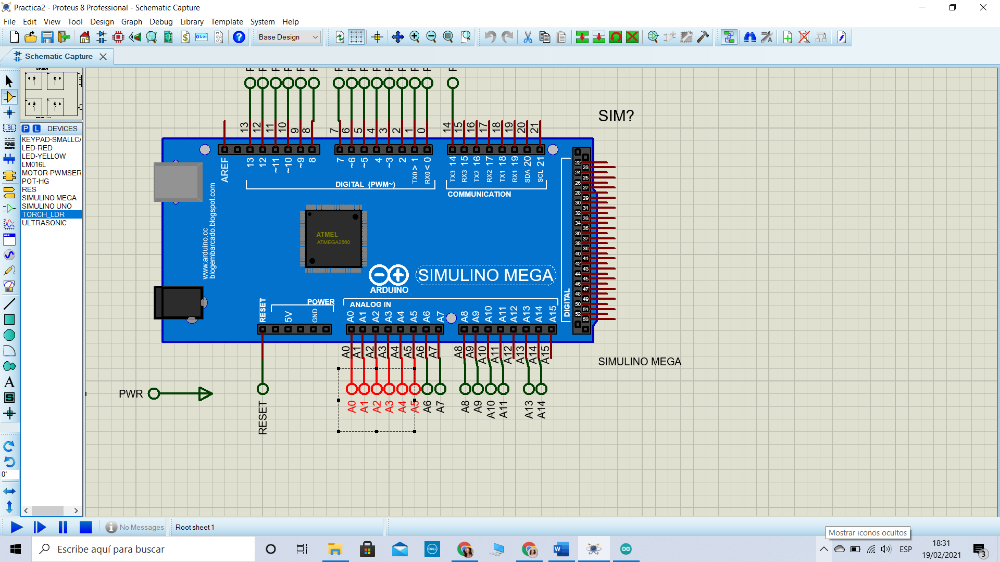 Practica2 - Proteus 8 Professional - Schematic Capture
File Edit View Tool Design Graph Debug Library Template System Help
Base Design
Schematic Capture
P L DEVICES
KEYPAD-SMALLCA
LED-RED
LED-YELLOW
LM016L
MOTOR-PWMSER
POT-HG
RES
SIMULINO MEGA
SIMULINO UNO
TORCH_LDR
ULTRASONIC
LBL
A
S
0°
SIM?
13 12 11 10 9 8 7 6 5 4 3 2 1 0 14 15 16 17 18 19 20 21
AREF 13 12 ~11 ~10 ~9 8 7 ~6 ~5 4 ~3 2 TX0 > 1 RX0 < 0 TX3 14 RX3 15 TX2 16 RX2 17 TX1 18 RX1 19 SDA 20 SCL 21
DIGITAL (PWM~)
COMMUNICATION
22
23
24
25
26
27
28
29
30
31
32
33
34
35
36
37
38
39
40
41
42
43
44
45
46
47
48
49
50
51
52
53
DIGITAL
www.arduino.cc
blogembarcado.blogspot.com
ATMEL
ATMEGA2560
SIMULINO MEGA
ARDUINO
POWER
ANALOG IN
RESET 5V GND A0 A1 A2 A3 A4 A5 A6 A7 A8 A9 A10 A11 A12 A13 A14 A15
A0 A1 A2 A3 A4 A5 A6 A7 A8 A9 A10 A11 A12 A13 A14 A15
SIMULINO MEGA
PWR
RESET A0 A1 A2 A3 A4 A5 A6 A7 A8 A9 A10 A11 A13 A14
No Messages
Root sheet 1
Mostrar iconos ocultos
Escribe aquí para buscar
DELL
W
ESP
18:31
19/02/2021
3